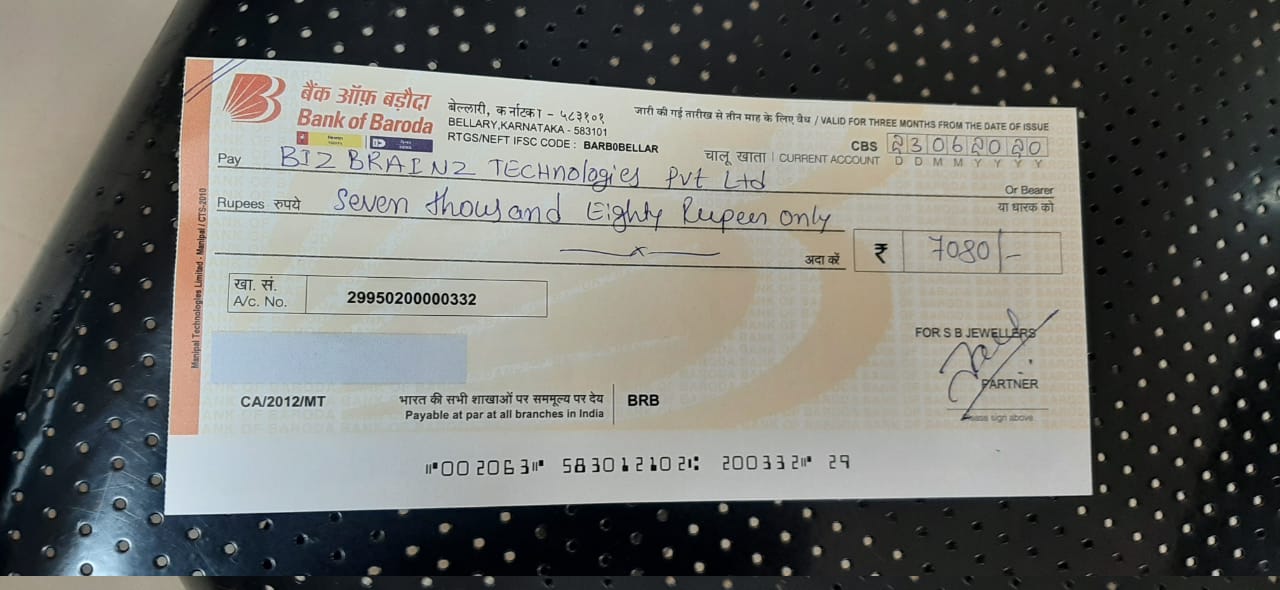 बैंक ऑफ़ बड़ौदा
Bank of Baroda
बेल्लारी, कर्नाटका - ५८३१०१
BELLARY,KARNATAKA - 583101
RTGS/NEFT IFSC CODE : BARB0BELLAR
जारी की गई तारीख से तीन माह के लिए वैध / VALID FOR THREE MONTHS FROM THE DATE OF ISSUE
चालू खाता | CURRENT ACCOUNT
CBS 23062020
D D M M Y Y Y Y
Pay BIZ BRAINZ TECHnologies Pvt Ltd
Or Bearer
या धारक को
Rupees रुपये Seven thousand Eighty Rupees only
अदा करें ₹ 7080/-
खा. सं.
A/c. No. 29950200000332
FOR S B JEWELLERS
PARTNER
Please sign above
CA/2012/MT
भारत की सभी शाखाओं पर सममूल्य पर देय
Payable at par at all branches in India
BRB
⑈002063⑈ 583012102⑆ 200332⑈ 29
Manipal Technologies Limited - Manipal / CTS-2010